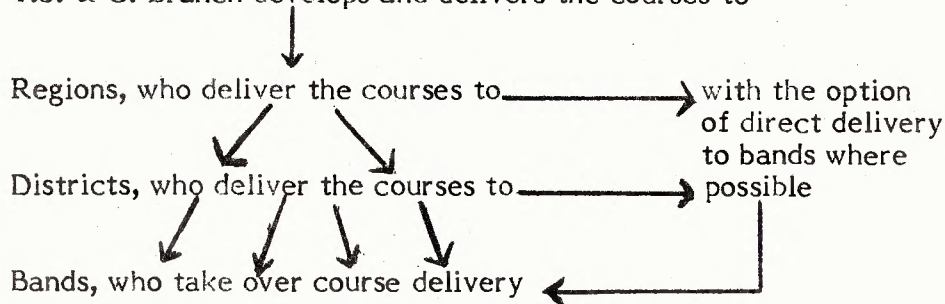 Branch develops and delivers the courses to
Regions, who deliver the courses to
with the option
of direct delivery
to bands where
possible
Districts, who deliver the courses to
Bands, who take over course delivery